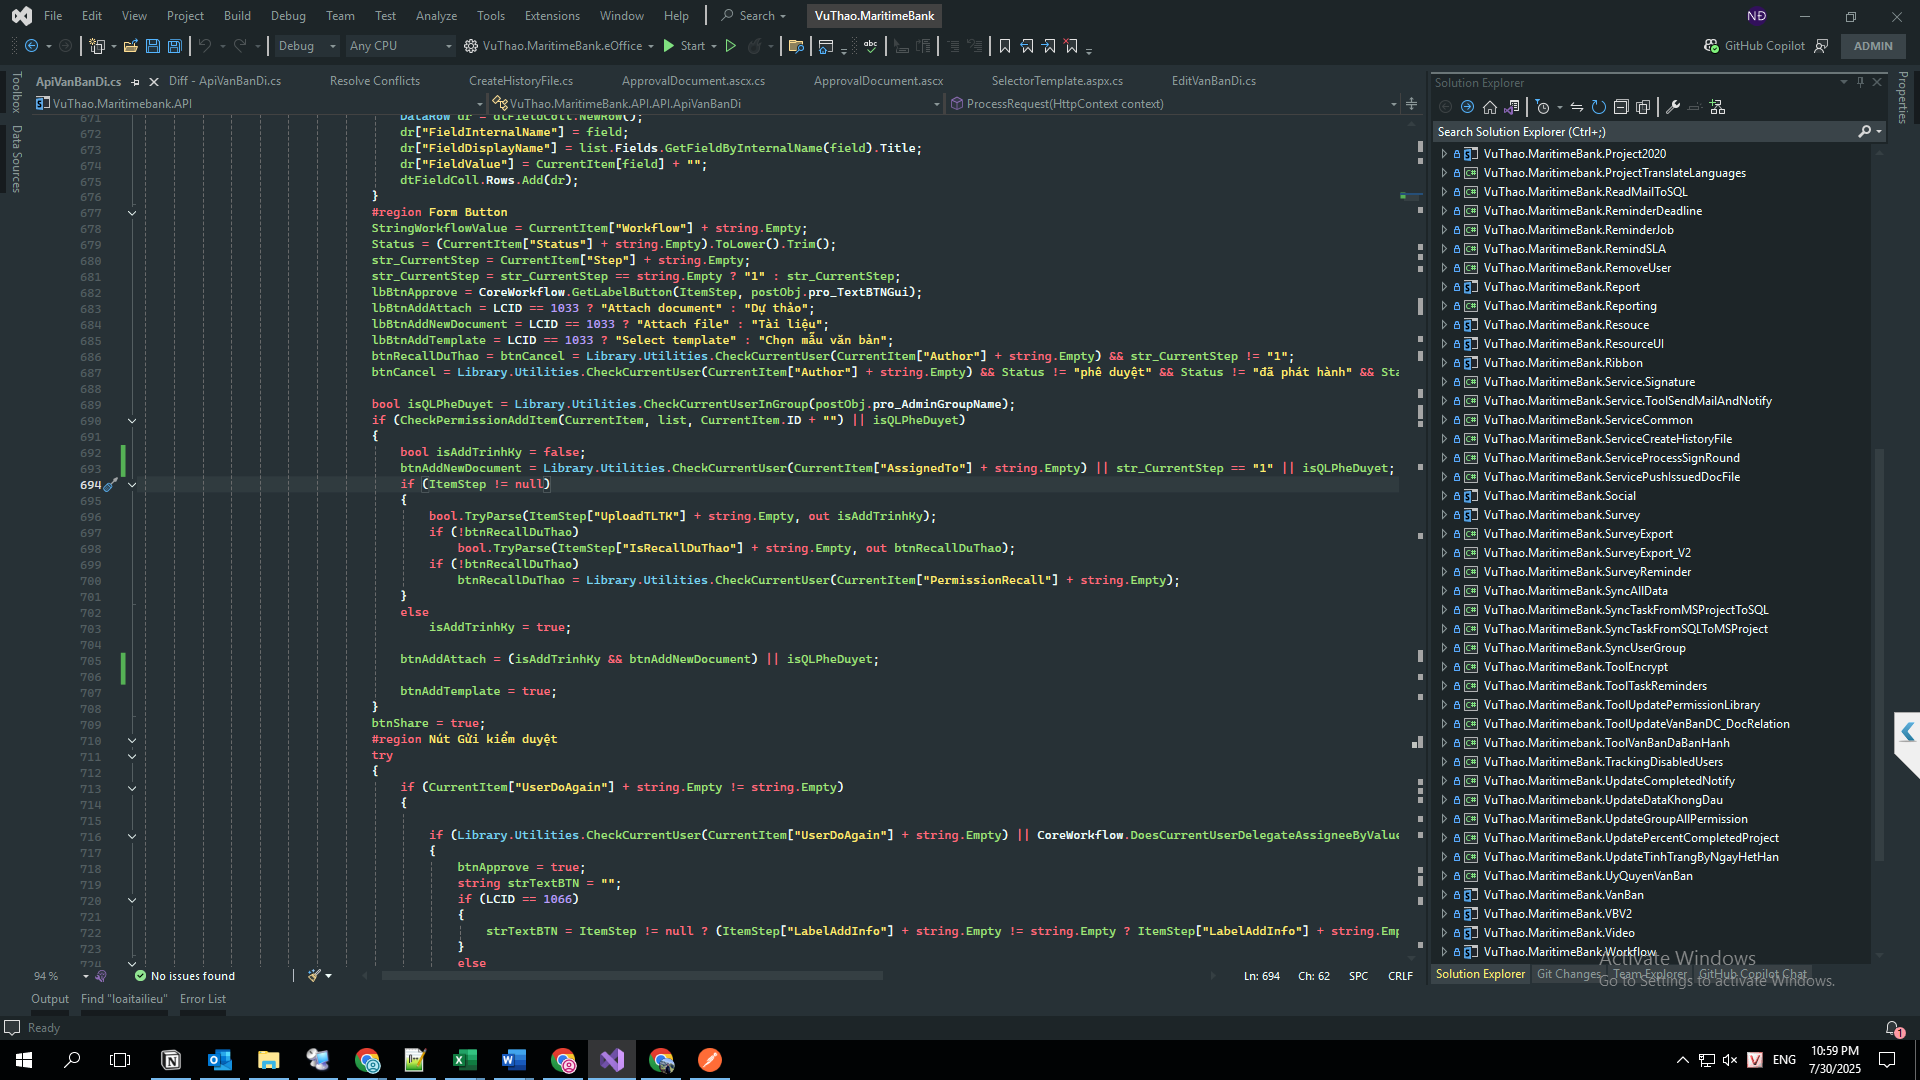 File Edit View Project Build Debug Team Test Analyze Tools Extensions Window Help Search VuThao.MaritimeBank NĐ
Debug Any CPU VuThao.MaritimeBank.eOffice Start GitHub Copilot ADMIN
ApiVanBanDi.cs Diff - ApiVanBanDi.cs Resolve Conflicts CreateHistoryFile.cs ApprovalDocument.ascx.cs ApprovalDocument.ascx SelectorTemplate.aspx.cs EditVanBanDi.cs
VuThao.Maritimebank.API VuThao.MaritimeBank.API.API.ApiVanBanDi ProcessRequest(HttpContext context)
Toolbox
Data Sources
671 DataRow dr = dtFieldColl.NewRow();
672 dr["FieldInternalName"] = field;
673 dr["FieldDisplayName"] = list.Fields.GetFieldByInternalName(field).Title;
674 dr["FieldValue"] = CurrentItem[field] + "";
675 dtFieldColl.Rows.Add(dr);
676 }
677 #region Form Button
678 StringWorkflowValue = CurrentItem["Workflow"] + string.Empty;
679 Status = (CurrentItem["Status"] + string.Empty).ToLower().Trim();
680 str_CurrentStep = CurrentItem["Step"] + string.Empty;
681 str_CurrentStep = str_CurrentStep == string.Empty ? "1" : str_CurrentStep;
682 lbBtnApprove = CoreWorkflow.GetLabelButton(ItemStep, postObj.pro_TextBTNGui);
683 lbBtnAddAttach = LCID == 1033 ? "Attach document" : "Dự thảo";
684 lbBtnAddNewDocument = LCID == 1033 ? "Attach file" : "Tài liệu";
685 lbBtnAddTemplate = LCID == 1033 ? "Select template" : "Chọn mẫu văn bản";
686 btnRecallDuThao = btnCancel = Library.Utilities.CheckCurrentUser(CurrentItem["Author"] + string.Empty) && str_CurrentStep != "1";
687 btnCancel = Library.Utilities.CheckCurrentUser(CurrentItem["Author"] + string.Empty) && Status != "phê duyệt" && Status != "đã phát hành" && Sta
688
689 bool isQLPheDuyet = Library.Utilities.CheckCurrentUserInGroup(postObj.pro_AdminGroupName);
690 if (CheckPermissionAddItem(CurrentItem, list, CurrentItem.ID + "") || isQLPheDuyet)
691 {
692 bool isAddTrinhKy = false;
693 btnAddNewDocument = Library.Utilities.CheckCurrentUser(CurrentItem["AssignedTo"] + string.Empty) || str_CurrentStep == "1" || isQLPheDuyet;
694 if (ItemStep != null)
695 {
696 bool.TryParse(ItemStep["UploadTLTK"] + string.Empty, out isAddTrinhKy);
697 if (!btnRecallDuThao)
698 bool.TryParse(ItemStep["IsRecallDuThao"] + string.Empty, out btnRecallDuThao);
699 if (!btnRecallDuThao)
700 btnRecallDuThao = Library.Utilities.CheckCurrentUser(CurrentItem["PermissionRecall"] + string.Empty);
701 }
702 else
703 isAddTrinhKy = true;
704
705 btnAddAttach = (isAddTrinhKy && btnAddNewDocument) || isQLPheDuyet;
706
707 btnAddTemplate = true;
708 }
709 btnShare = true;
710 #region Nút Gửi kiểm duyệt
711 try
712 {
713 if (CurrentItem["UserDoAgain"] + string.Empty != string.Empty)
714 {
715
716 if (Library.Utilities.CheckCurrentUser(CurrentItem["UserDoAgain"] + string.Empty) || CoreWorkflow.DoesCurrentUserDelegateAssigneeByValue
717 {
718 btnApprove = true;
719 string strTextBTN = "";
720 if (LCID == 1066)
721 {
722 strTextBTN = ItemStep != null ? (ItemStep["LabelAddInfo"] + string.Empty != string.Empty ? ItemStep["LabelAddInfo"] + string.Emp
723 }
724 else
94 % No issues found Ln: 694 Ch: 62 SPC CRLF
Output Find "loaitailieu" Error List
Ready
Solution Explorer
Search Solution Explorer (Ctrl+;)
VuThao.MaritimeBank.Project2020
VuThao.Maritimebank.ProjectTranslateLanguages
VuThao.MaritimeBank.ReadMailToSQL
VuThao.MaritimeBank.ReminderDeadline
VuThao.MaritimeBank.ReminderJob
VuThao.MaritimeBank.RemindSLA
VuThao.MaritimeBank.RemoveUser
VuThao.MaritimeBank.Report
VuThao.MaritimeBank.Reporting
VuThao.MaritimeBank.Resouce
VuThao.MaritimeBank.ResourceUI
VuThao.MaritimeBank.Ribbon
VuThao.MaritimeBank.Service.Signature
VuThao.MaritimeBank.Service.ToolSendMailAndNotify
VuThao.MaritimeBank.ServiceCommon
VuThao.MaritimeBank.ServiceCreateHistoryFile
VuThao.MaritimeBank.ServiceProcessSignRound
VuThao.MaritimeBank.ServicePushIssuedDocFile
VuThao.MaritimeBank.Social
VuThao.MaritimeBank.Survey
VuThao.MaritimeBank.SurveyExport
VuThao.MaritimeBank.SurveyExport_V2
VuThao.MaritimeBank.SurveyReminder
VuThao.MaritimeBank.SyncAllData
VuThao.MaritimeBank.SyncTaskFromMSProjectToSQL
VuThao.MaritimeBank.SyncTaskFromSQLToMSProject
VuThao.MaritimeBank.SyncUserGroup
VuThao.MaritimeBank.ToolEncrypt
VuThao.MaritimeBank.ToolTaskReminders
VuThao.MaritimeBank.ToolUpdatePermissionLibrary
VuThao.MaritimeBank.ToolUpdateVanBanDC_DocRelation
VuThao.Maritimebank.ToolVanBanDaBanHanh
VuThao.MaritimeBank.TrackingDisabledUsers
VuThao.MaritimeBank.UpdateCompletedNotify
VuThao.MaritimeBank.UpdateDataKhongDau
VuThao.MaritimeBank.UpdateGroupAllPermission
VuThao.MaritimeBank.UpdatePercentCompletedProject
VuThao.MaritimeBank.UpdateTinhTrangByNgayHetHan
VuThao.MaritimeBank.UyQuyenVanBan
VuThao.MaritimeBank.VanBan
VuThao.MaritimeBank.VBV2
VuThao.MaritimeBank.Video
VuThao.MaritimeBank.Workflow
Solution Explorer Git Changes Team Explorer GitHub Copilot Chat
Activate Windows
Go to Settings to activate Windows.
Properties
ENG 10:59 PM
7/30/2025